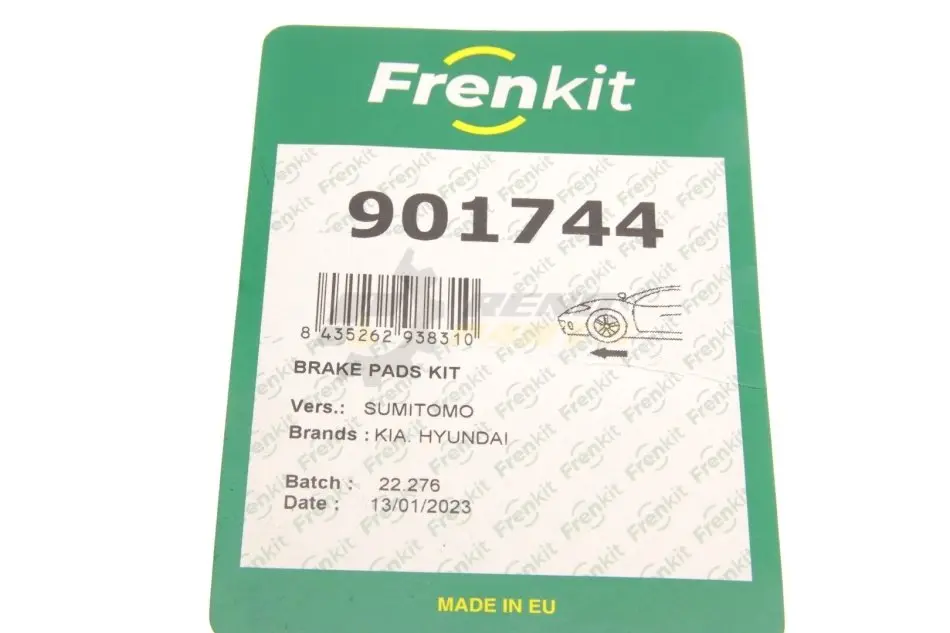 Frenkit
901744
8 435262 938310
BRAKE PADS KIT
Vers.: SUMITOMO
Brands : KIA. HYUNDAI
Batch : 22.276
Date : 13/01/2023
MADE IN EU